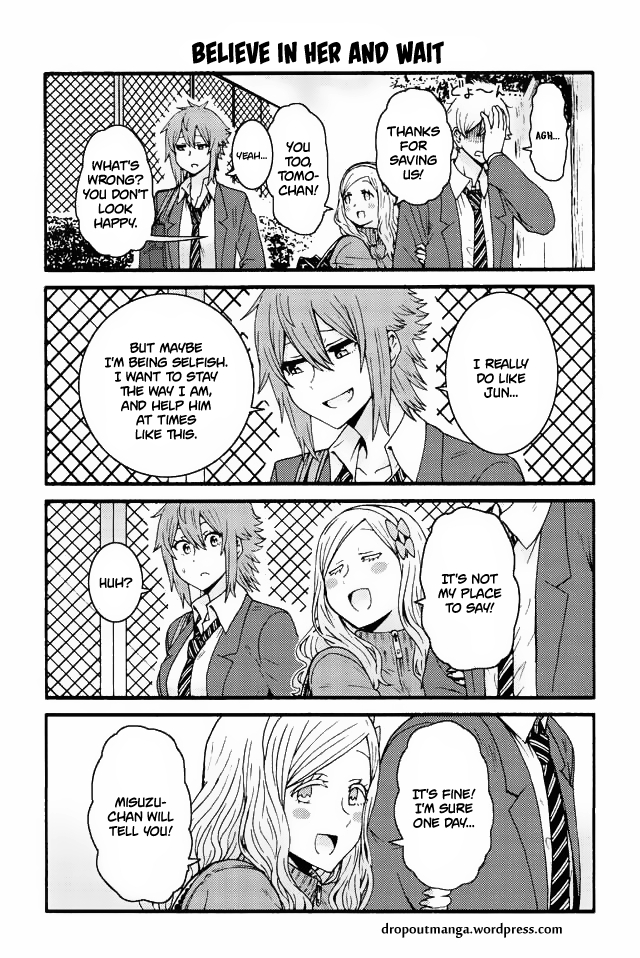 BELIEVE IN HER AND WAIT
どよ〜ん...
AGH...
THANKS
FOR
SAVING
US!
YOU
TOO,
TOMO-
CHAN!
YEAH...
WHAT'S
WRONG?
YOU DON'T
LOOK
HAPPY.
I REALLY
DO LIKE
JUN...
BUT MAYBE
I'M BEING SELFISH.
I WANT TO STAY
THE WAY I AM,
AND HELP HIM
AT TIMES
LIKE THIS.
IT'S NOT
MY PLACE
TO SAY!
HUH?
IT'S FINE!
I'M SURE
ONE DAY...
MISUZU-
CHAN WILL
TELL YOU!
dropoutmanga.wordpress.com